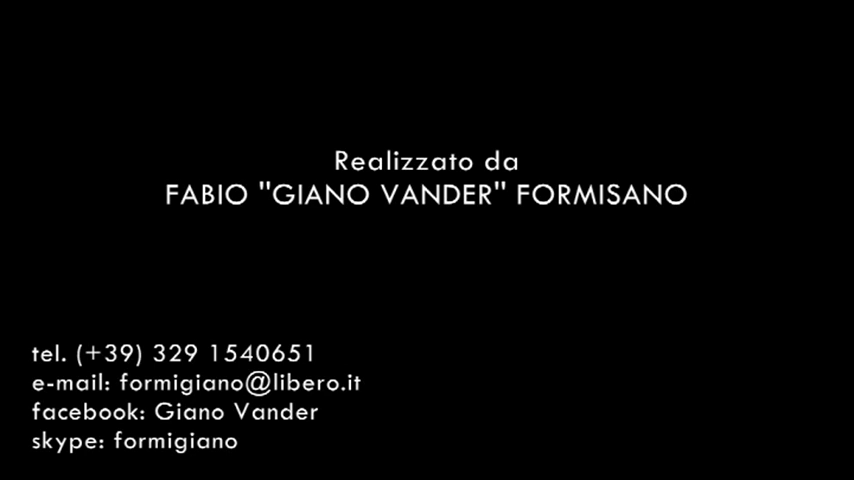 Realizzato da
FABIO "GIANO VANDER" FORMISANO
tel. (+39) 329 1540651
e-mail: formigiano@libero.it
facebook: Giano Vander
skype: formigiano